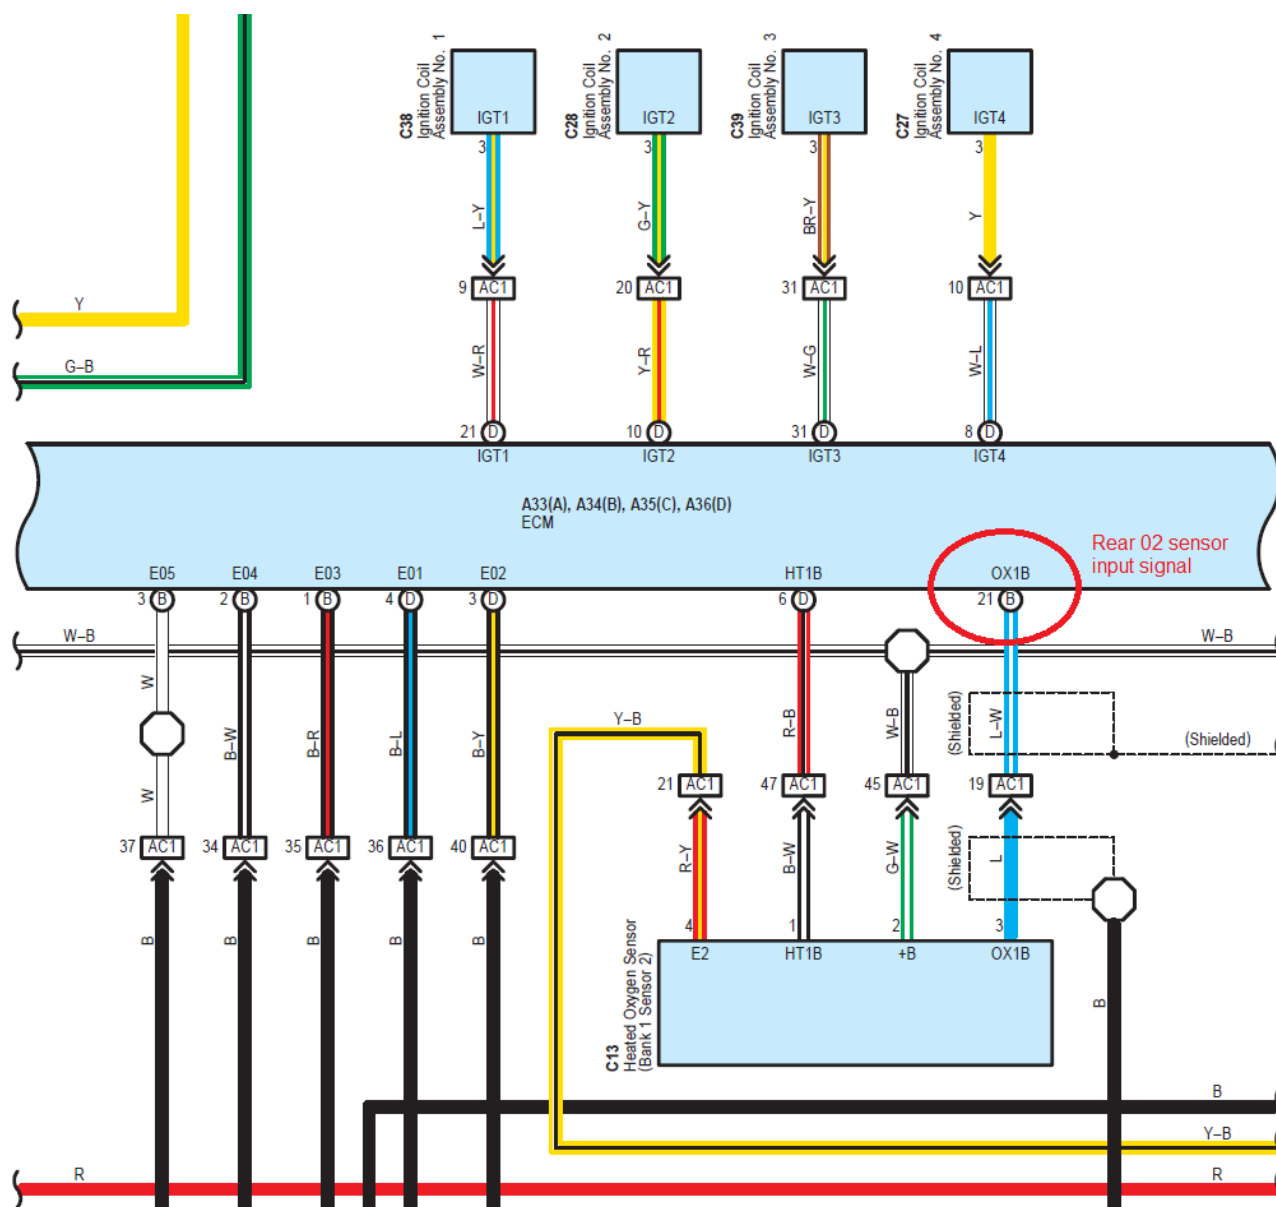 C38
Ignition Coil
Assembly No. 1
C28
Ignition Coil
Assembly No. 2
C39
Ignition Coil
Assembly No. 3
C27
Ignition Coil
Assembly No. 4
IGT1
IGT2
IGT3
IGT4
3
3
3
3
L–Y
G–Y
BR–Y
Y
9 AC1
20 AC1
31 AC1
10 AC1
Y
G–B
W–R
Y–R
W–G
W–L
21 D
10 D
31 D
8 D
IGT1
IGT2
IGT3
IGT4
A33(A), A34(B), A35(C), A36(D)
ECM
Rear 02 sensor
input signal
E05
E04
E03
E01
E02
HT1B
OX1B
3 B
2 B
1 B
4 D
3 D
6 D
21 B
W–B
W–B
W
B–W
B–R
B–L
B–Y
R–B
W–B
L–W
(Shielded)
(Shielded)
Y–B
W
21 AC1
47 AC1
45 AC1
19 AC1
37 AC1
34 AC1
35 AC1
36 AC1
40 AC1
R–Y
B–W
G–W
L
(Shielded)
B
B
B
B
B
4
1
2
3
E2
HT1B
+B
OX1B
C13
Heated Oxygen Sensor
(Bank 1 Sensor 2)
B
B
Y–B
R
R